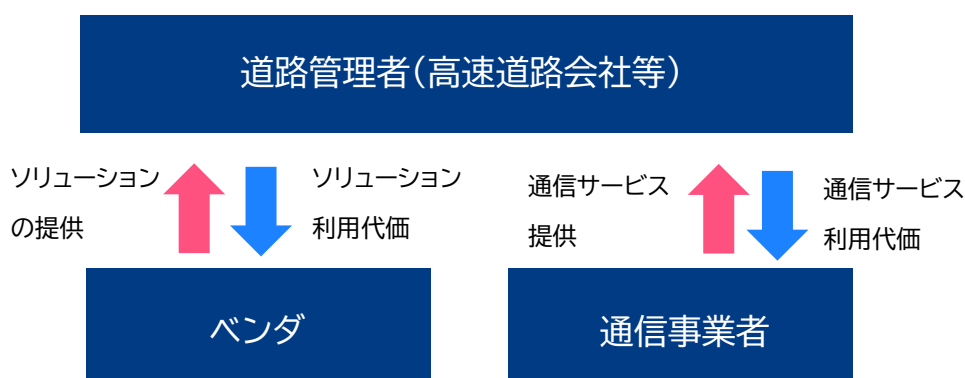 道路管理者(高速道路会社等)
ソリューション
の提供
ソリューション
利用代価
通信サービス
提供
通信サービス
利用代価
ベンダ
通信事業者